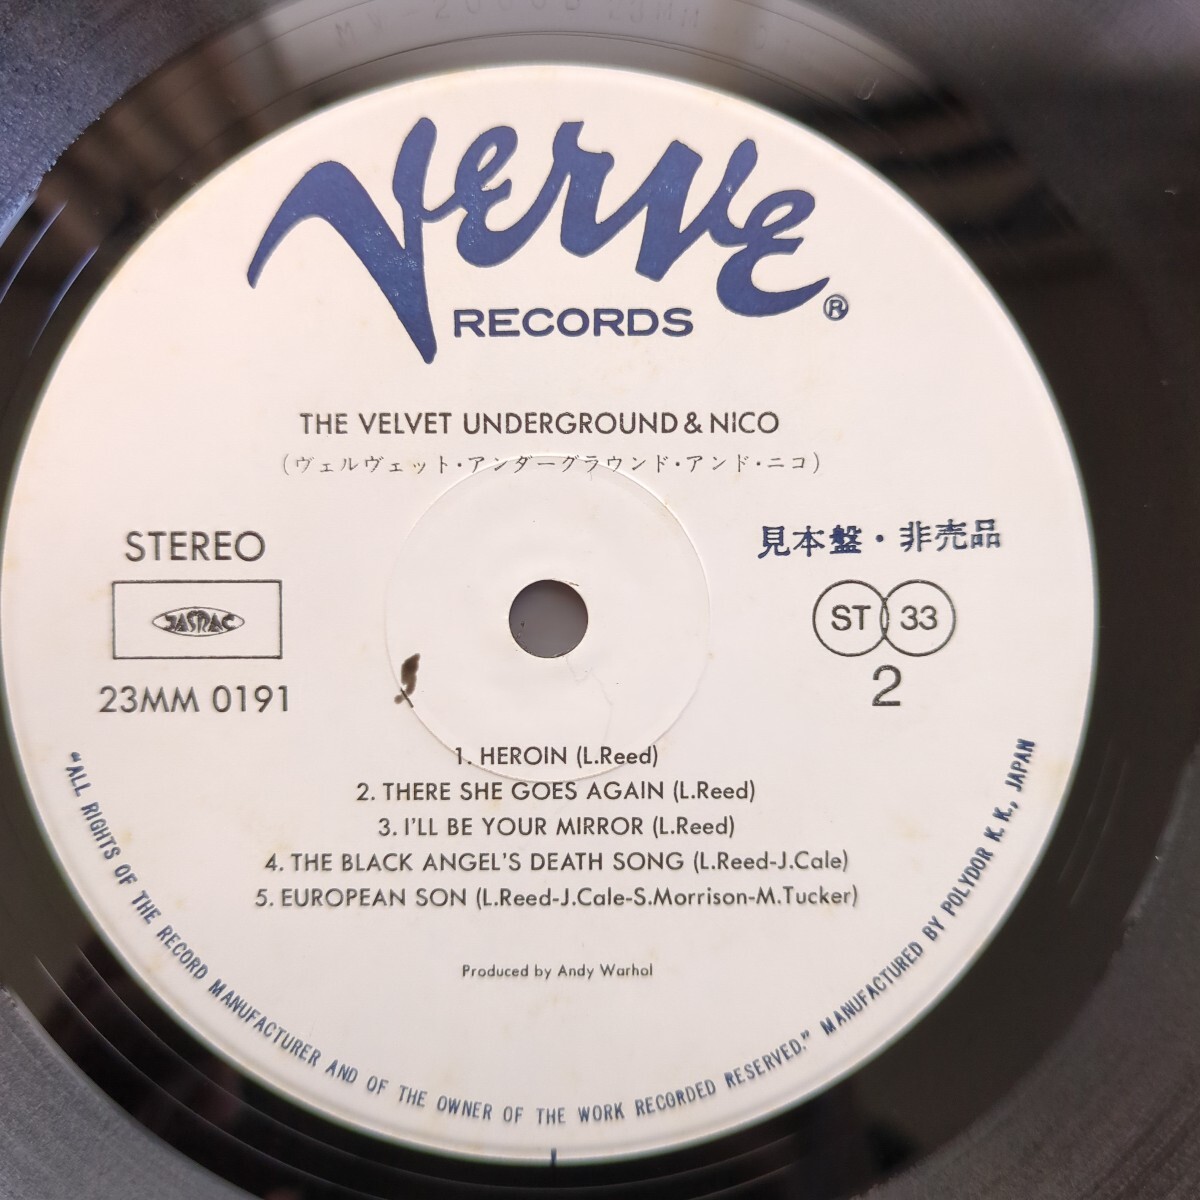 Verve®
RECORDS
THE VELVET UNDERGROUND & NICO
(ヴェルヴェット・アンダーグラウンド・アンド・ニコ)
STEREO
JASRAC
23MM 0191
見本盤・非売品
ST 33
2
1. HEROIN (L.Reed)
2. THERE SHE GOES AGAIN (L.Reed)
3. I'LL BE YOUR MIRROR (L.Reed)
4. THE BLACK ANGEL'S DEATH SONG (L.Reed-J.Cale)
5. EUROPEAN SON (L.Reed-J.Cale-S.Morrison-M.Tucker)
Produced by Andy Warhol
"ALL RIGHTS OF THE RECORD MANUFACTURER AND OF THE OWNER OF THE WORK RECORDED RESERVED." MANUFACTURED BY POLYDOR K.K., JAPAN